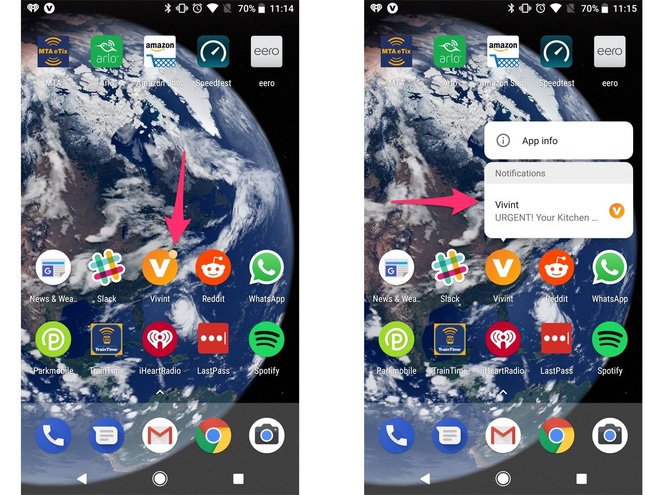 70% 11:14
MTA eTix
arlo
amazon
eero
MTA
Arlo
Amazon Sho..
Speedtest
eero
News & Wea..
Slack
Vivint
Reddit
WhatsApp
TrainTime
Parkmobile
TrainTime
iHeartRadio
LastPass
Spotify
70% 11:15
MTA eTix
arlo
amazon
eero
MTA
Arlo
Amazon Sho..
Speedtest
eero
App info
Notifications
Vivint
URGENT! Your Kitchen ...
News & Wea..
Slack
Vivint
Reddit
WhatsApp
TrainTime
Parkmobile
TrainTime
iHeartRadio
LastPass
Spotify